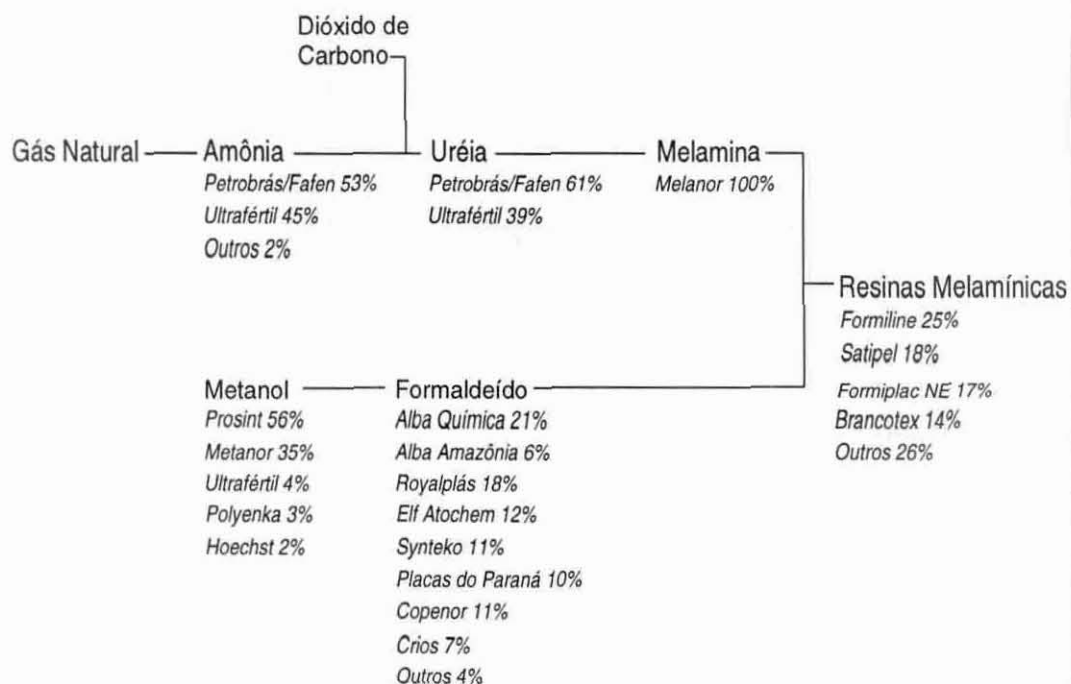 Dióxido de
Carbono
Gás Natural
Amônia
Petrobrás/Fafen 53%
Ultrafértil 45%
Outros 2%
Uréia
Petrobrás/Fafen 61%
Ultrafértil 39%
Melamina
Melanor 100%
Resinas Melamínicas
Formiline 25%
Satipel 18%
Formiplac NE 17%
Brancotex 14%
Outros 26%
Metanol
Prosint 56%
Metanor 35%
Ultrafértil 4%
Polyenka 3%
Hoechst 2%
Formaldeído
Alba Química 21%
Alba Amazônia 6%
Royalplás 18%
Elf Atochem 12%
Synteko 11%
Placas do Paraná 10%
Copenor 11%
Crios 7%
Outros 4%